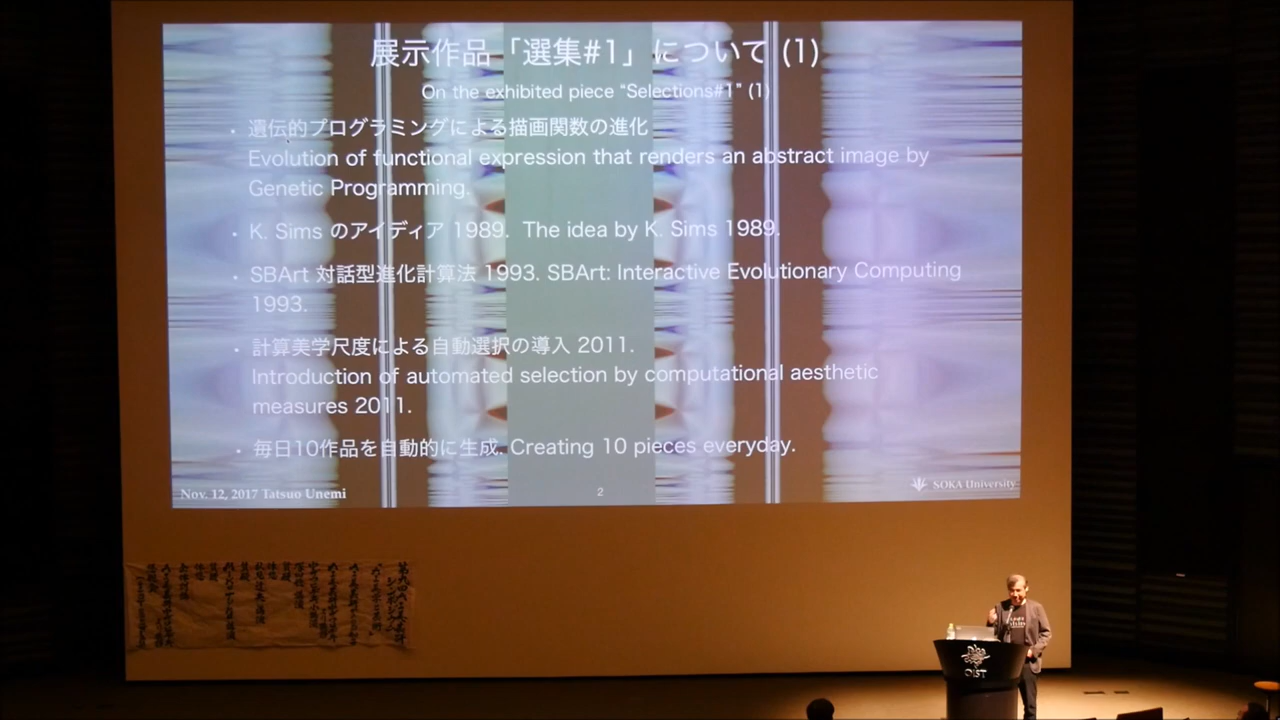 展示作品「選集#1」について (1)
On the exhibited piece “Selections#1” (1)
・遺伝的プログラミングによる描画関数の進化
Evolution of functional expression that renders an abstract image by
Genetic Programming.
・K. Sims のアイディア 1989. The idea by K. Sims 1989.
・SBArt 対話型進化計算法 1993. SBArt: Interactive Evolutionary Computing
1993.
・計算美学尺度による自動選択の導入 2011.
Introduction of automated selection by computational aesthetic
measures 2011.
・毎日10作品を自動的に生成. Creating 10 pieces everyday.
Nov. 12, 2017 Tatsuo Unemi
2
SOKA University
OIST